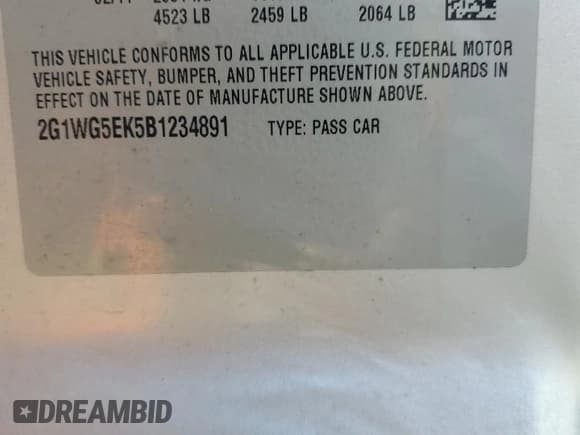 4523 LB 2459 LB 2064 LB
THIS VEHICLE CONFORMS TO ALL APPLICABLE U.S. FEDERAL MOTOR
VEHICLE SAFETY, BUMPER, AND THEFT PREVENTION STANDARDS IN
EFFECT ON THE DATE OF MANUFACTURE SHOWN ABOVE.
2G1WG5EK5B1234891 TYPE: PASS CAR
DREAMBID